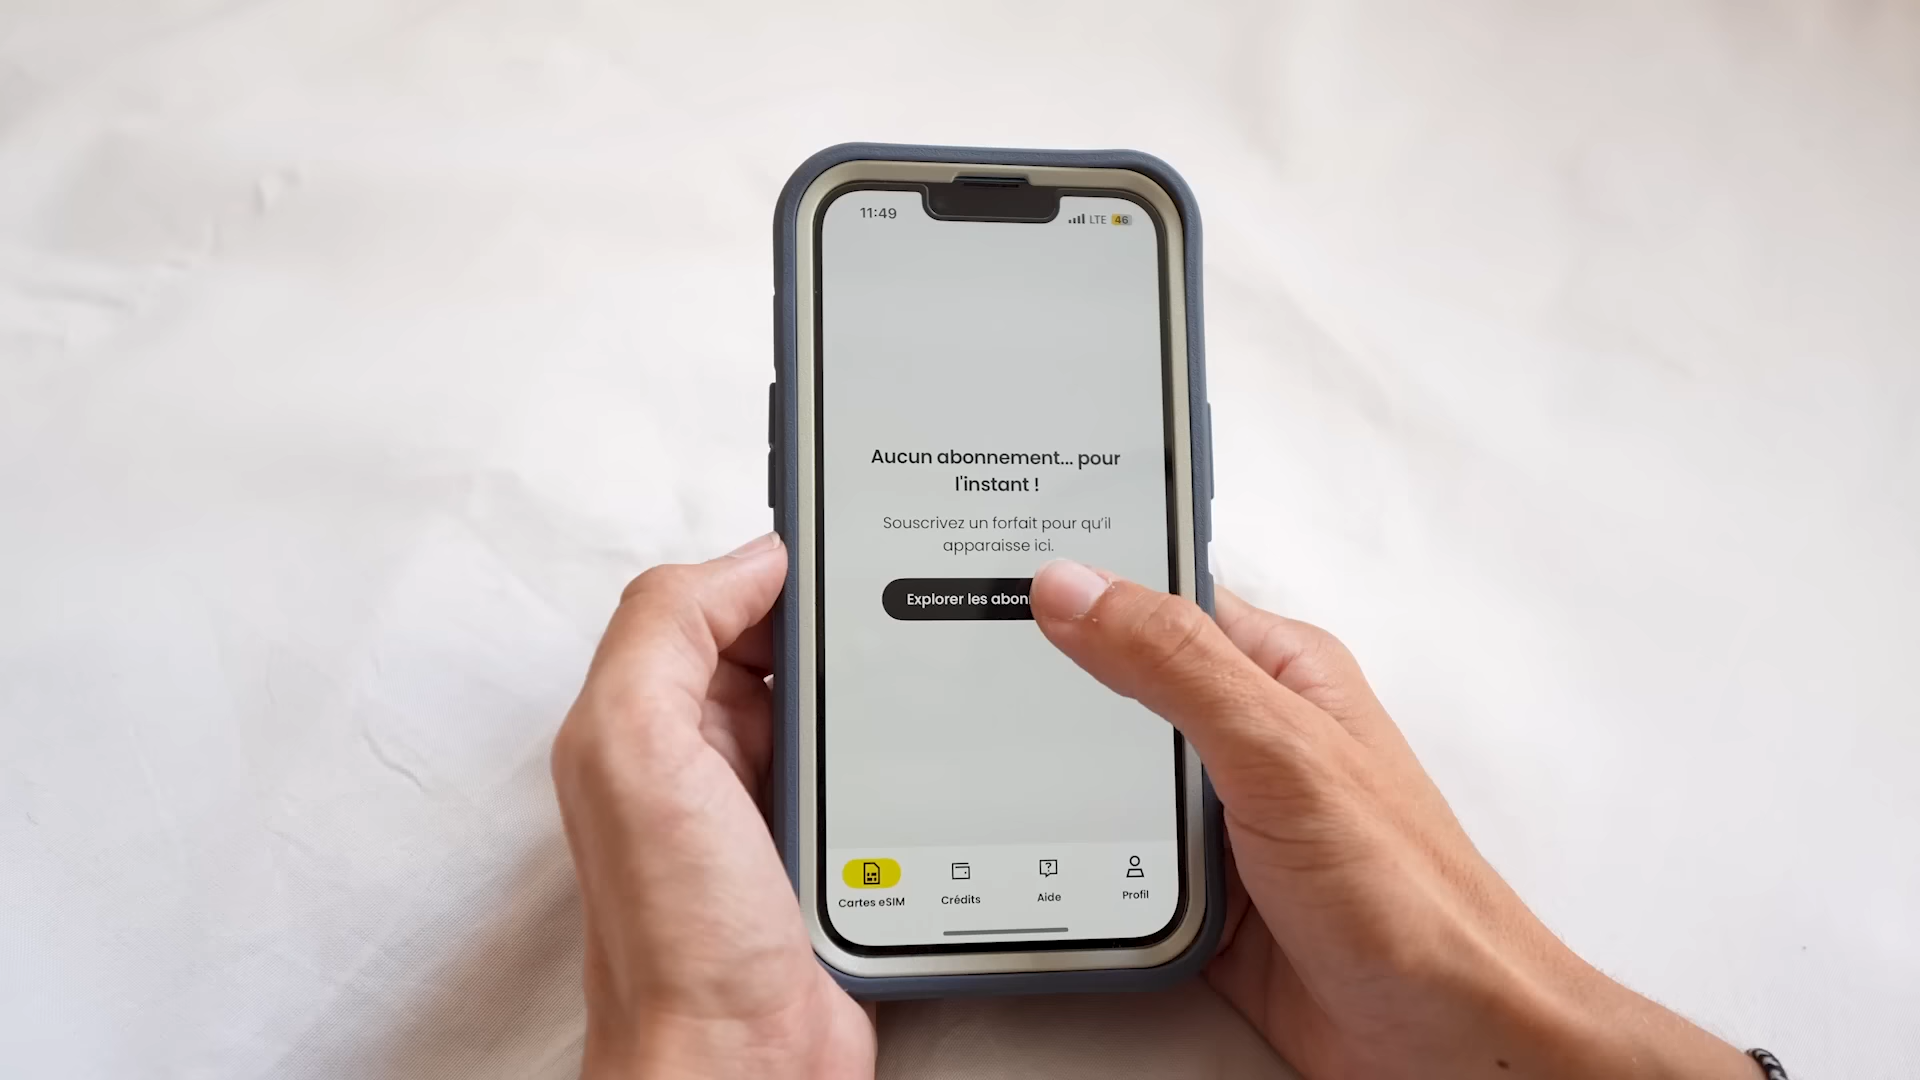 11:49
LTE 46
Aucun abonnement... pour
l'instant !
Souscrivez un forfait pour qu'il
apparaisse ici.
Explorer les
Cartes eSIM
Crédits
Aide
Profil